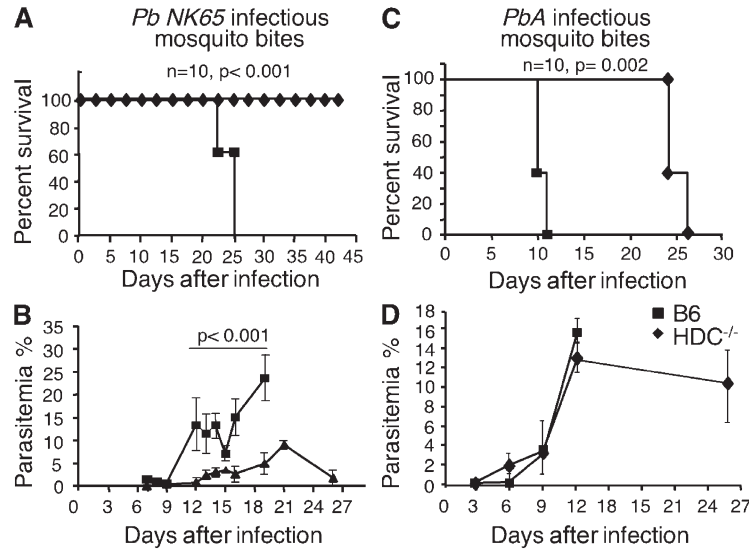 A
Pb NK65 infectious
mosquito bites
n=10, p< 0.001
Percent survival
100
80
60
40
20
0
0 5 10 15 20 25 30 35 40 45
Days after infection
C
PbA infectious
mosquito bites
n=10, p= 0.002
Percent survival
100
80
60
40
20
0
0 5 10 15 20 25 30
Days after infection
B
p< 0.001
Parasitemia %
35
30
25
20
15
10
5
0
0 3 6 9 12 15 18 21 24 27
Days after infection
D
B6
HDC-/-
Parasitemia %
18
16
14
12
10
8
6
4
2
0
0 3 6 9 12 15 18 21 24 27
Days after infection